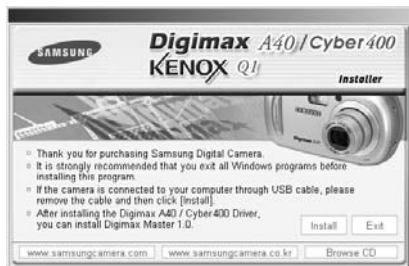 SAMSUNG
Digimax A40 / Cyber 400
KENOX Q1
Installer
Thank you for purchasing Samsung Digital Camera.
It is strongly recommended that you exit all Windows programs before
installing this program.
If the camera is connected to your computer through USB cable, please
remove the cable and then click [Install].
After installing the Digimax A40 / Cyber400 Driver,
you can install Digimax Master 1.0.
Install Exit
www.samsungcamera.com www.samsungcamera.co.kr Browse CD